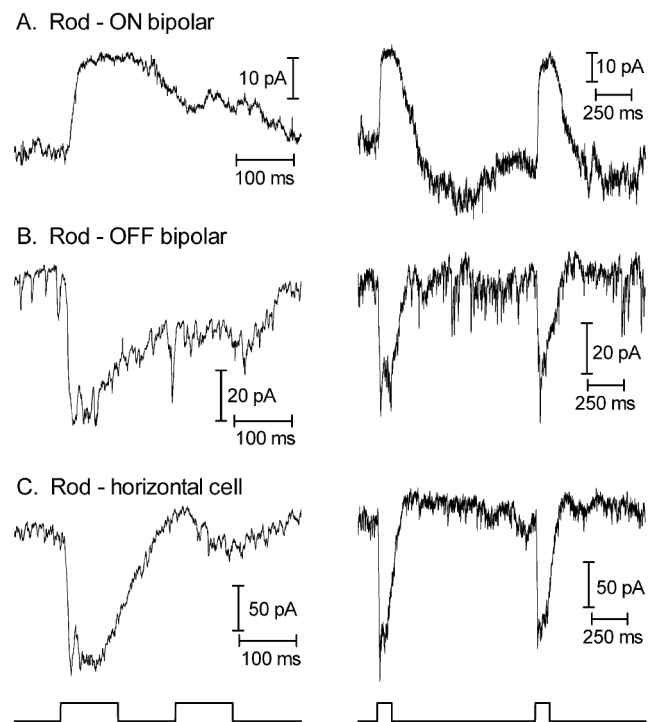 A. Rod - ON bipolar
10 pA
100 ms
10 pA
250 ms
B. Rod - OFF bipolar
20 pA
100 ms
20 pA
250 ms
C. Rod - horizontal cell
50 pA
100 ms
50 pA
250 ms